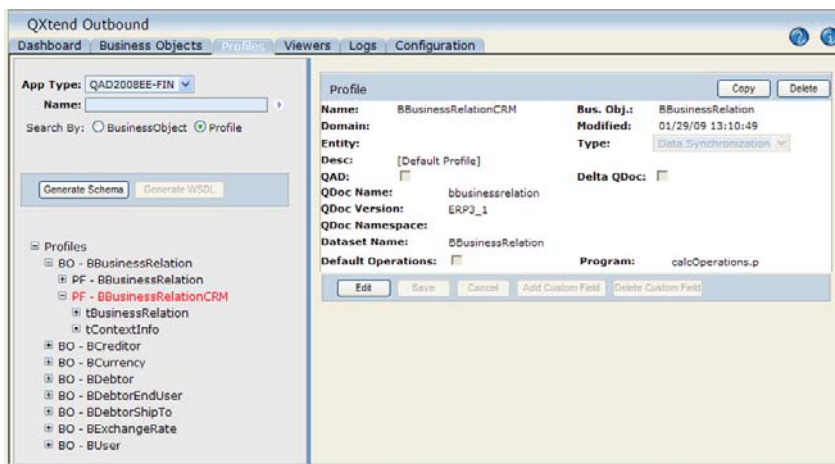 QXtend Outbound
Dashboard Business Objects Profiles Viewers Logs Configuration
App Type: QAD2008EE-FIN
Name:
Search By: BusinessObject Profile
Generate Schema Generate WSDL
Profiles
BO - BBusinessRelation
PF - BBusinessRelation
PF - BBusinessRelationCRM
tBusinessRelation
tContextInfo
BO - BCreditor
BO - BCurrency
BO - BDebtor
BO - BDebtorEndUser
BO - BDebtorShipTo
BO - BExchangeRate
BO - BUser
Profile Copy Delete
Name: BBusinessRelationCRM Bus. Obj.: BBusinessRelation
Domain: Modified: 01/29/09 13:10:49
Entity: Type: Data Synchronization
Desc: [Default Profile]
QAD: Delta QDoc:
QDoc Name: bbusinessrelation
QDoc Version: ERP3_1
QDoc Namespace:
Dataset Name: BBusinessRelation
Default Operations: Program: calcOperations.p
Edit Save Cancel Add Custom Field Delete Custom Field